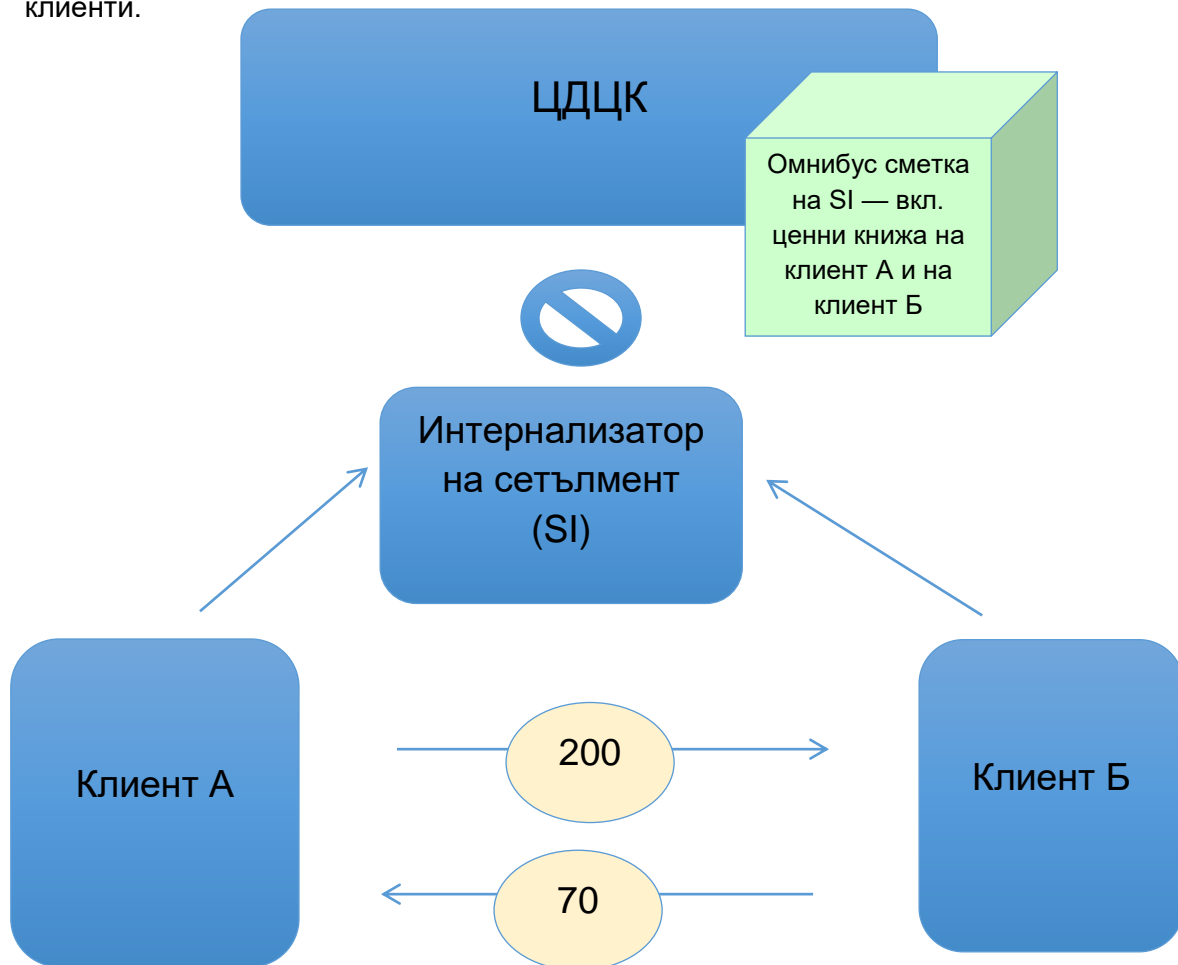 клиенти.
ЦДЦК
Омнибус сметка
на SI — вкл.
ценни книжа на
клиент А и на
клиент Б
Интернализатор
на сетълмент
(SI)
Клиент А
200
Клиент Б
70